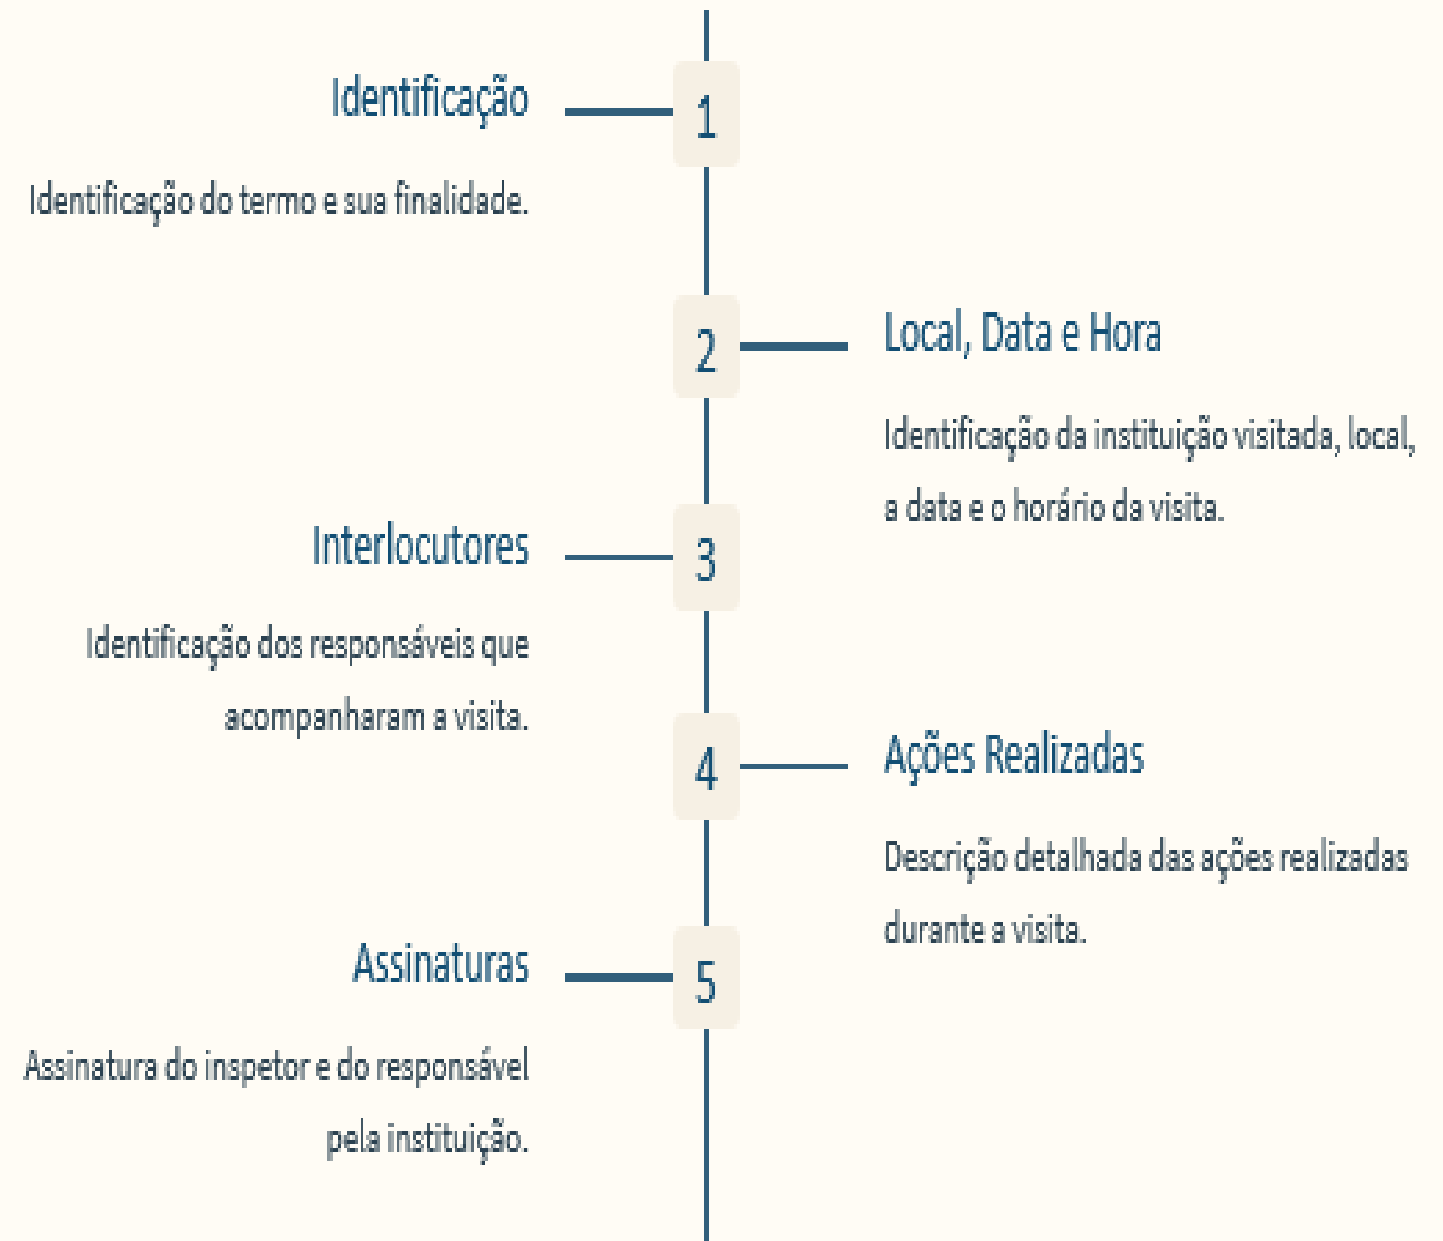 1
Identificação
Identificação do termo e sua finalidade.
2
Local, Data e Hora
Identificação da instituição visitada, local,
a data e o horário da visita.
3
Interlocutores
Identificação dos responsáveis que
acompanharam a visita.
4
Ações Realizadas
Descrição detalhada das ações realizadas
durante a visita.
5
Assinaturas
Assinatura do inspetor e do responsável
pela instituição.